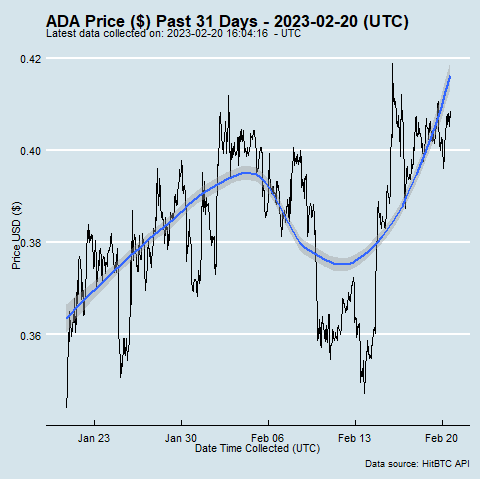 ADA Price ($) Past 31 Days - 2023-02-20 (UTC)
Latest data collected on: 2023-02-20 16:04:16  - UTC
0.42
0.40
0.38
0.36
Price USD ($)
Jan 23 Jan 30 Feb 06 Feb 13 Feb 20
Date Time Collected (UTC)
Data source: HitBTC API